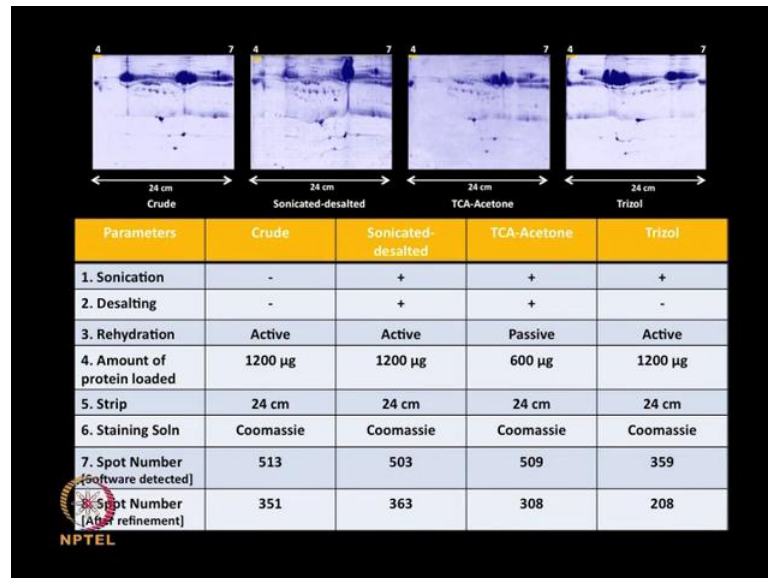 4 7 4 7 4 7 4 7
24 cm 24 cm 24 cm 24 cm
Crude Sonicated-desalted TCA-Acetone Trizol
Parameters Crude Sonicated-desalted TCA-Acetone Trizol
1. Sonication - + + +
2. Desalting - + + -
3. Rehydration Active Active Passive Active
4. Amount of protein loaded 1200 µg 1200 µg 600 µg 1200 µg
5. Strip 24 cm 24 cm 24 cm 24 cm
6. Staining Soln Coomassie Coomassie Coomassie Coomassie
7. Spot Number 513 503 509 359
[Software detected]
8. Spot Number 351 363 308 208
[After refinement]
NPTEL